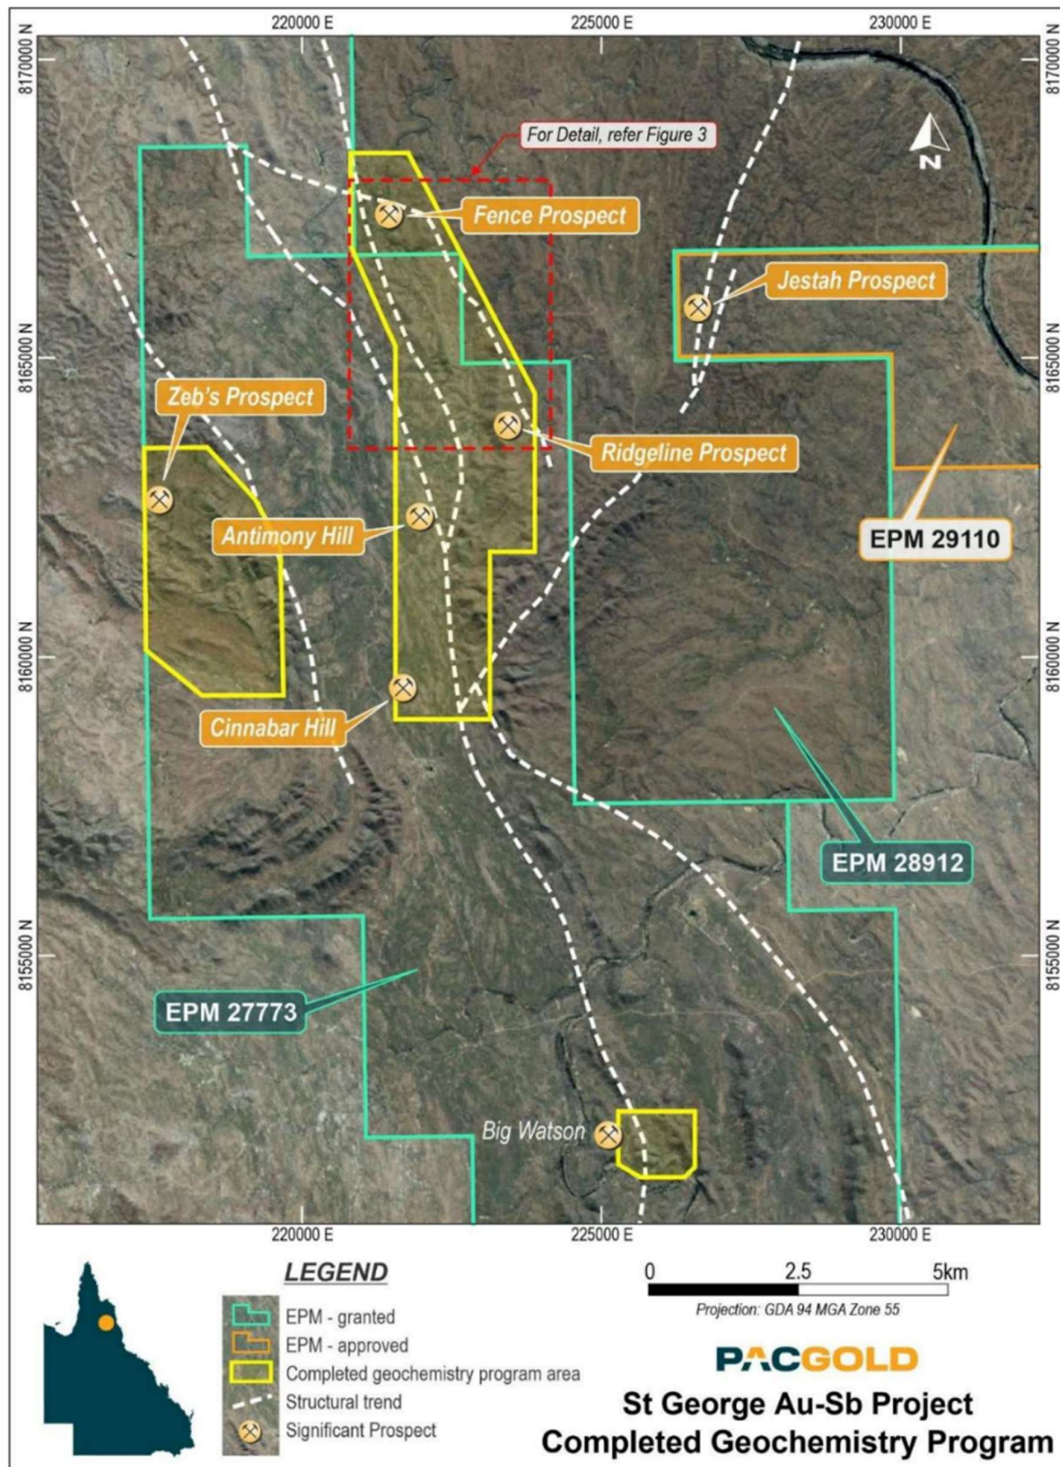 220000 E
225000 E
230000 E
8170000 N
8170000 N
For Detail, refer Figure 3
N
Fence Prospect
Jestah Prospect
8165000 N
8165000 N
Zeb's Prospect
Ridgeline Prospect
Antimony Hill
EPM 29110
8160000 N
8160000 N
Cinnabar Hill
EPM 28912
8155000 N
8155000 N
EPM 27773
Big Watson
220000 E
225000 E
230000 E
LEGEND
EPM - granted
EPM - approved
Completed geochemistry program area
Structural trend
Significant Prospect
0 2.5 5km
Projection: GDA 94 MGA Zone 55
PACGOLD
St George Au-Sb Project
Completed Geochemistry Program